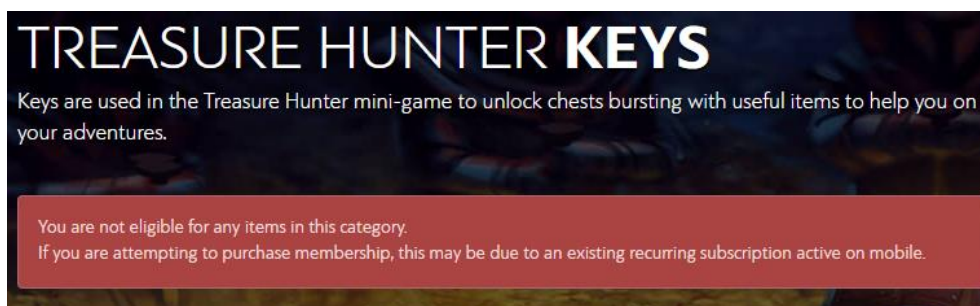 TREASURE HUNTER KEYS
Keys are used in the Treasure Hunter mini-game to unlock chests bursting with useful items to help you on
your adventures.
You are not eligible for any items in this category.
If you are attempting to purchase membership, this may be due to an existing recurring subscription active on mobile.